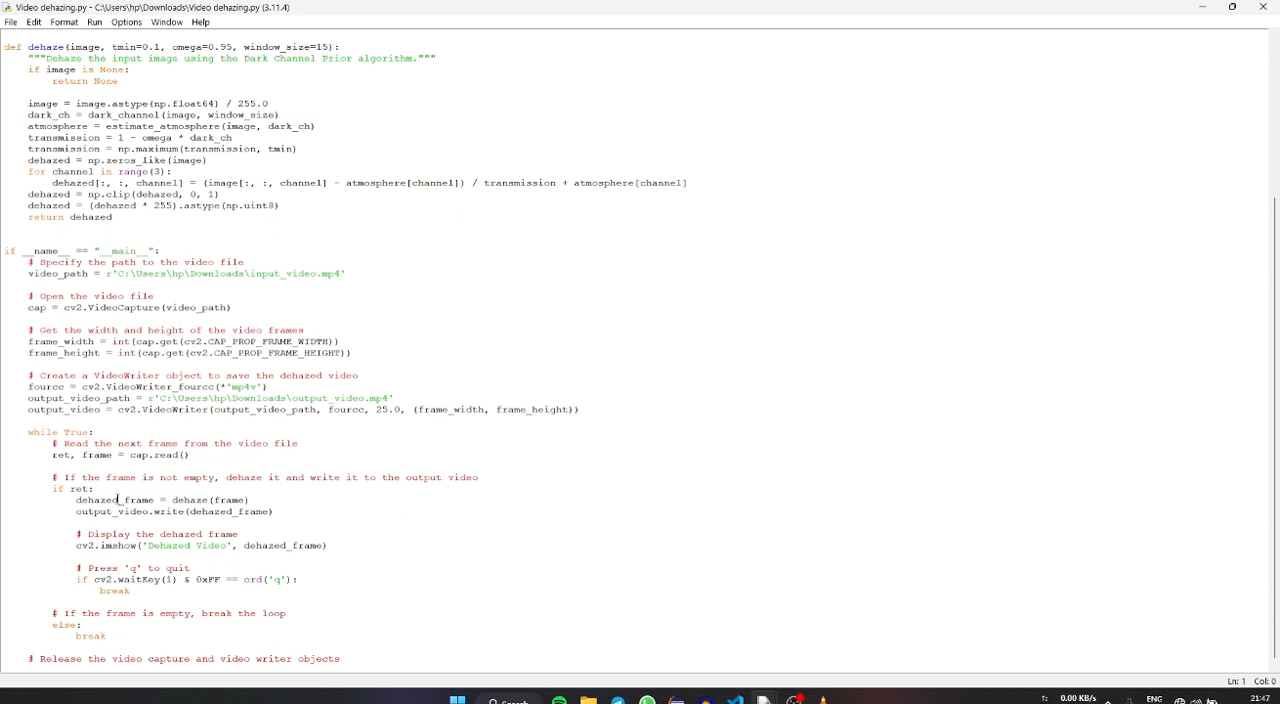 Video dehazing.py - C:\Users\hp\Downloads\Video dehazing.py (3.11.4)
File Edit Format Run Options Window Help
def dehaze(image, tmin=0.1, omega=0.95, window_size=15):
    """Dehaze the input image using the Dark Channel Prior algorithm."""
    if image is None:
        return None
    image = image.astype(np.float64) / 255.0
    dark_ch = dark_channel(image, window_size)
    atmosphere = estimate_atmosphere(image, dark_ch)
    transmission = 1 - omega * dark_ch
    transmission = np.maximum(transmission, tmin)
    dehazed = np.zeros_like(image)
    for channel in range(3):
        dehazed[:, :, channel] = (image[:, :, channel] - atmosphere[channel]) / transmission + atmosphere[channel]
    dehazed = np.clip(dehazed, 0, 1)
    dehazed = (dehazed * 255).astype(np.uint8)
    return dehazed
if __name__ == "__main__":
    # Specify the path to the video file
    video_path = r'C:\Users\hp\Downloads\input_video.mp4'
    # Open the video file
    cap = cv2.VideoCapture(video_path)
    # Get the width and height of the video frames
    frame_width = int(cap.get(cv2.CAP_PROP_FRAME_WIDTH))
    frame_height = int(cap.get(cv2.CAP_PROP_FRAME_HEIGHT))
    # Create a VideoWriter object to save the dehazed video
    fourcc = cv2.VideoWriter_fourcc(*'mp4v')
    output_video_path = r'C:\Users\hp\Downloads\output_video.mp4'
    output_video = cv2.VideoWriter(output_video_path, fourcc, 25.0, (frame_width, frame_height))
    while True:
        # Read the next frame from the video file
        ret, frame = cap.read()
        # If the frame is not empty, dehaze it and write it to the output video
        if ret:
            dehazed_frame = dehaze(frame)
            output_video.write(dehazed_frame)
            # Display the dehazed frame
            cv2.imshow('Dehazed Video', dehazed_frame)
            # Press 'q' to quit
            if cv2.waitKey(1) & 0xFF == ord('q'):
                break
        # If the frame is empty, break the loop
        else:
            break
    # Release the video capture and video writer objects
Ln: 1 Col: 0
Search 1: 0.00 KB/s ENG 21:47